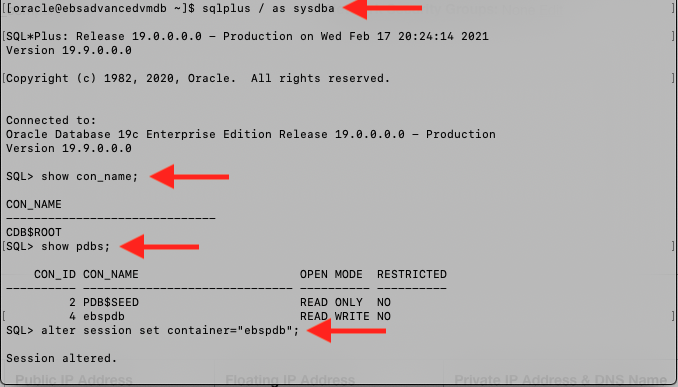 [[oracle@ebsadvancedvmdb ~]$ sqlplus / as sysdba ]
SQL*Plus: Release 19.0.0.0.0 – Production on Wed Feb 17 20:24:14 2021
Version 19.9.0.0.0
[Copyright (c) 1982, 2020, Oracle.  All rights reserved. ]
Connected to:
Oracle Database 19c Enterprise Edition Release 19.0.0.0.0 – Production
Version 19.9.0.0.0
SQL> show con_name;
CON_NAME
------------------------------
CDB$ROOT
[SQL> show pdbs; ]
    CON_ID CON_NAME                       OPEN MODE  RESTRICTED
---------- ------------------------------ ---------- ----------
         2 PDB$SEED                       READ ONLY  NO
[        4 ebspdb                         READ WRITE NO ]
SQL> alter session set container="ebspdb";
Session altered.
Public IP Address Floating IP Address Private IP Address & DNS Name